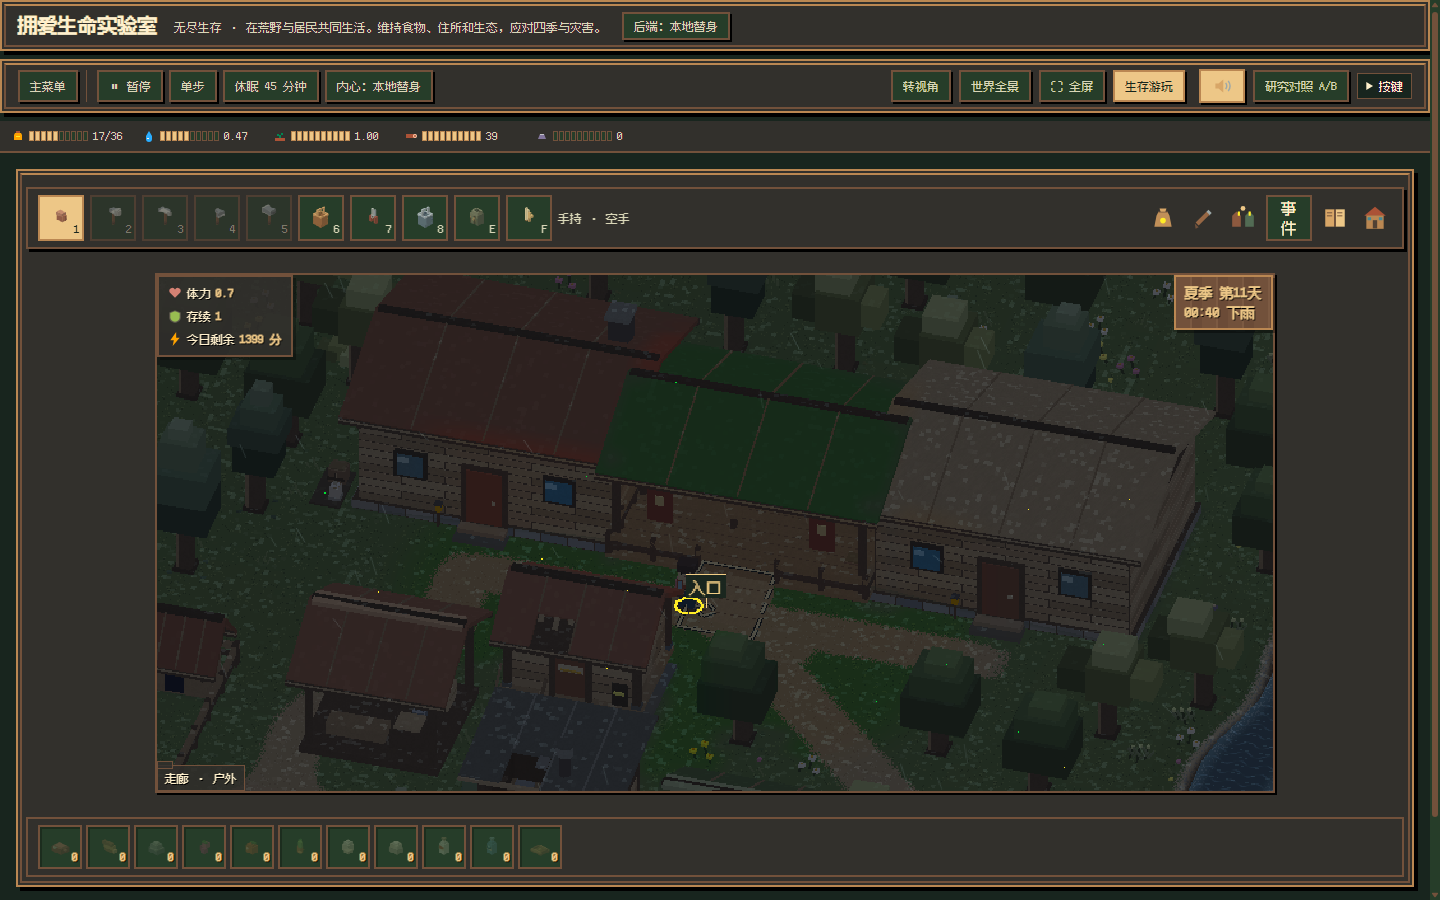 拥爱生命实验室
无尽生存 · 在荒野与居民共同生活。维持食物、住所和生态，应对四季与灾害。
后端：本地替身
主菜单
暂停
单步
休眠 45 分钟
内心：本地替身
转视角
世界全景
全屏
生存游玩
研究对照 A/B
按键
17/36
0.47
1.00
39
0
1
2
3
4
5
6
7
8
E
F
手持 · 空手
事件
体力 0.7
存续 1
今日剩余 1399 分
夏季 第11天
00:40 下雨
入口
走廊 · 户外
0
0
0
0
0
0
0
0
0
0
0